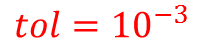 tol = 10⁻³